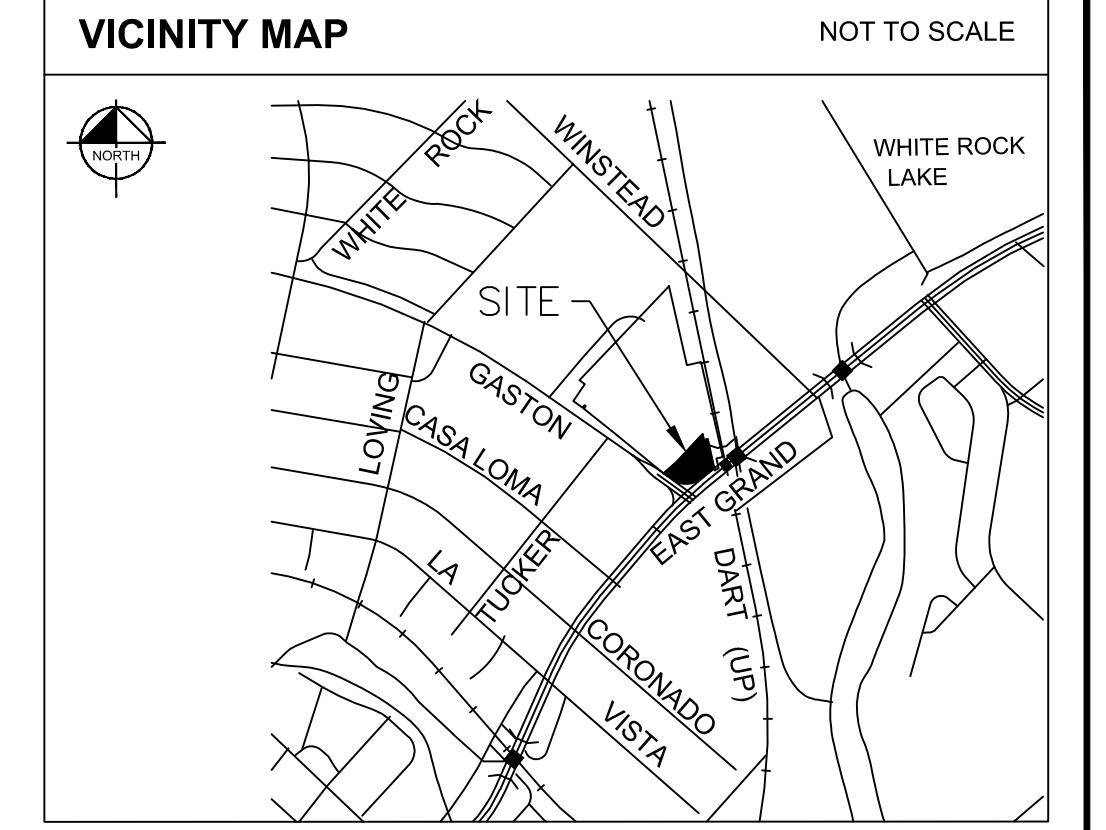 VICINITY MAP
NOT TO SCALE
NORTH
WHITE ROCK
WINSTEAD
WHITE ROCK
LAKE
SITE
GASTON
LOVING
CASA LOMA
EAST GRAND
LA VISTA
TUCKER
DART (UP)
CORONADO